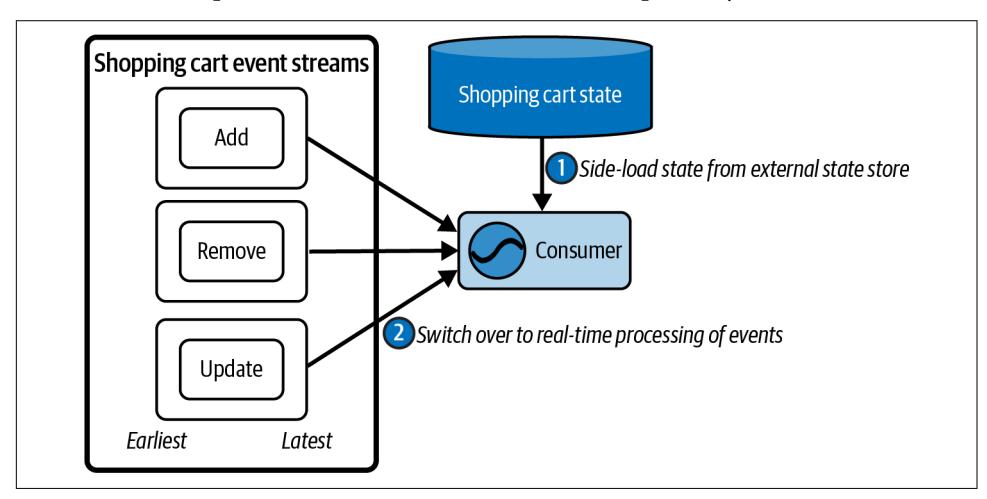 Shopping cart event streams
Add
Remove
Update
Earliest Latest
Shopping cart state
1 Side-load state from external state store
Consumer
2 Switch over to real-time processing of events